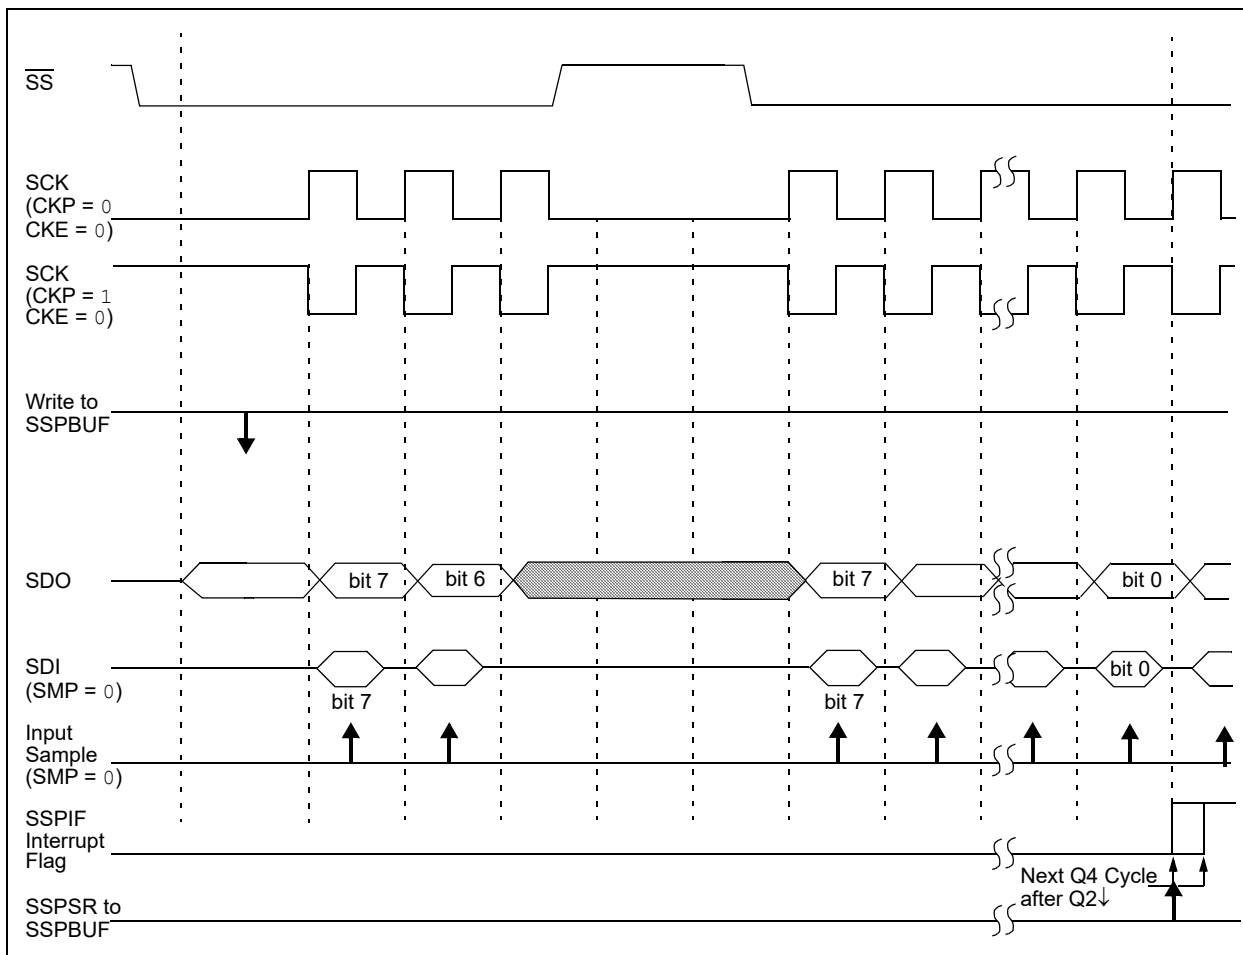 SS
SCK
(CKP = 0
CKE = 0)
SCK
(CKP = 1
CKE = 0)
Write to
SSPBUF
SDO
bit 7
bit 6
bit 7
bit 0
SDI
(SMP = 0)
bit 7
bit 7
bit 0
Input
Sample
(SMP = 0)
SSPIF
Interrupt
Flag
Next Q4 Cycle
after Q2↓
SSPSR to
SSPBUF